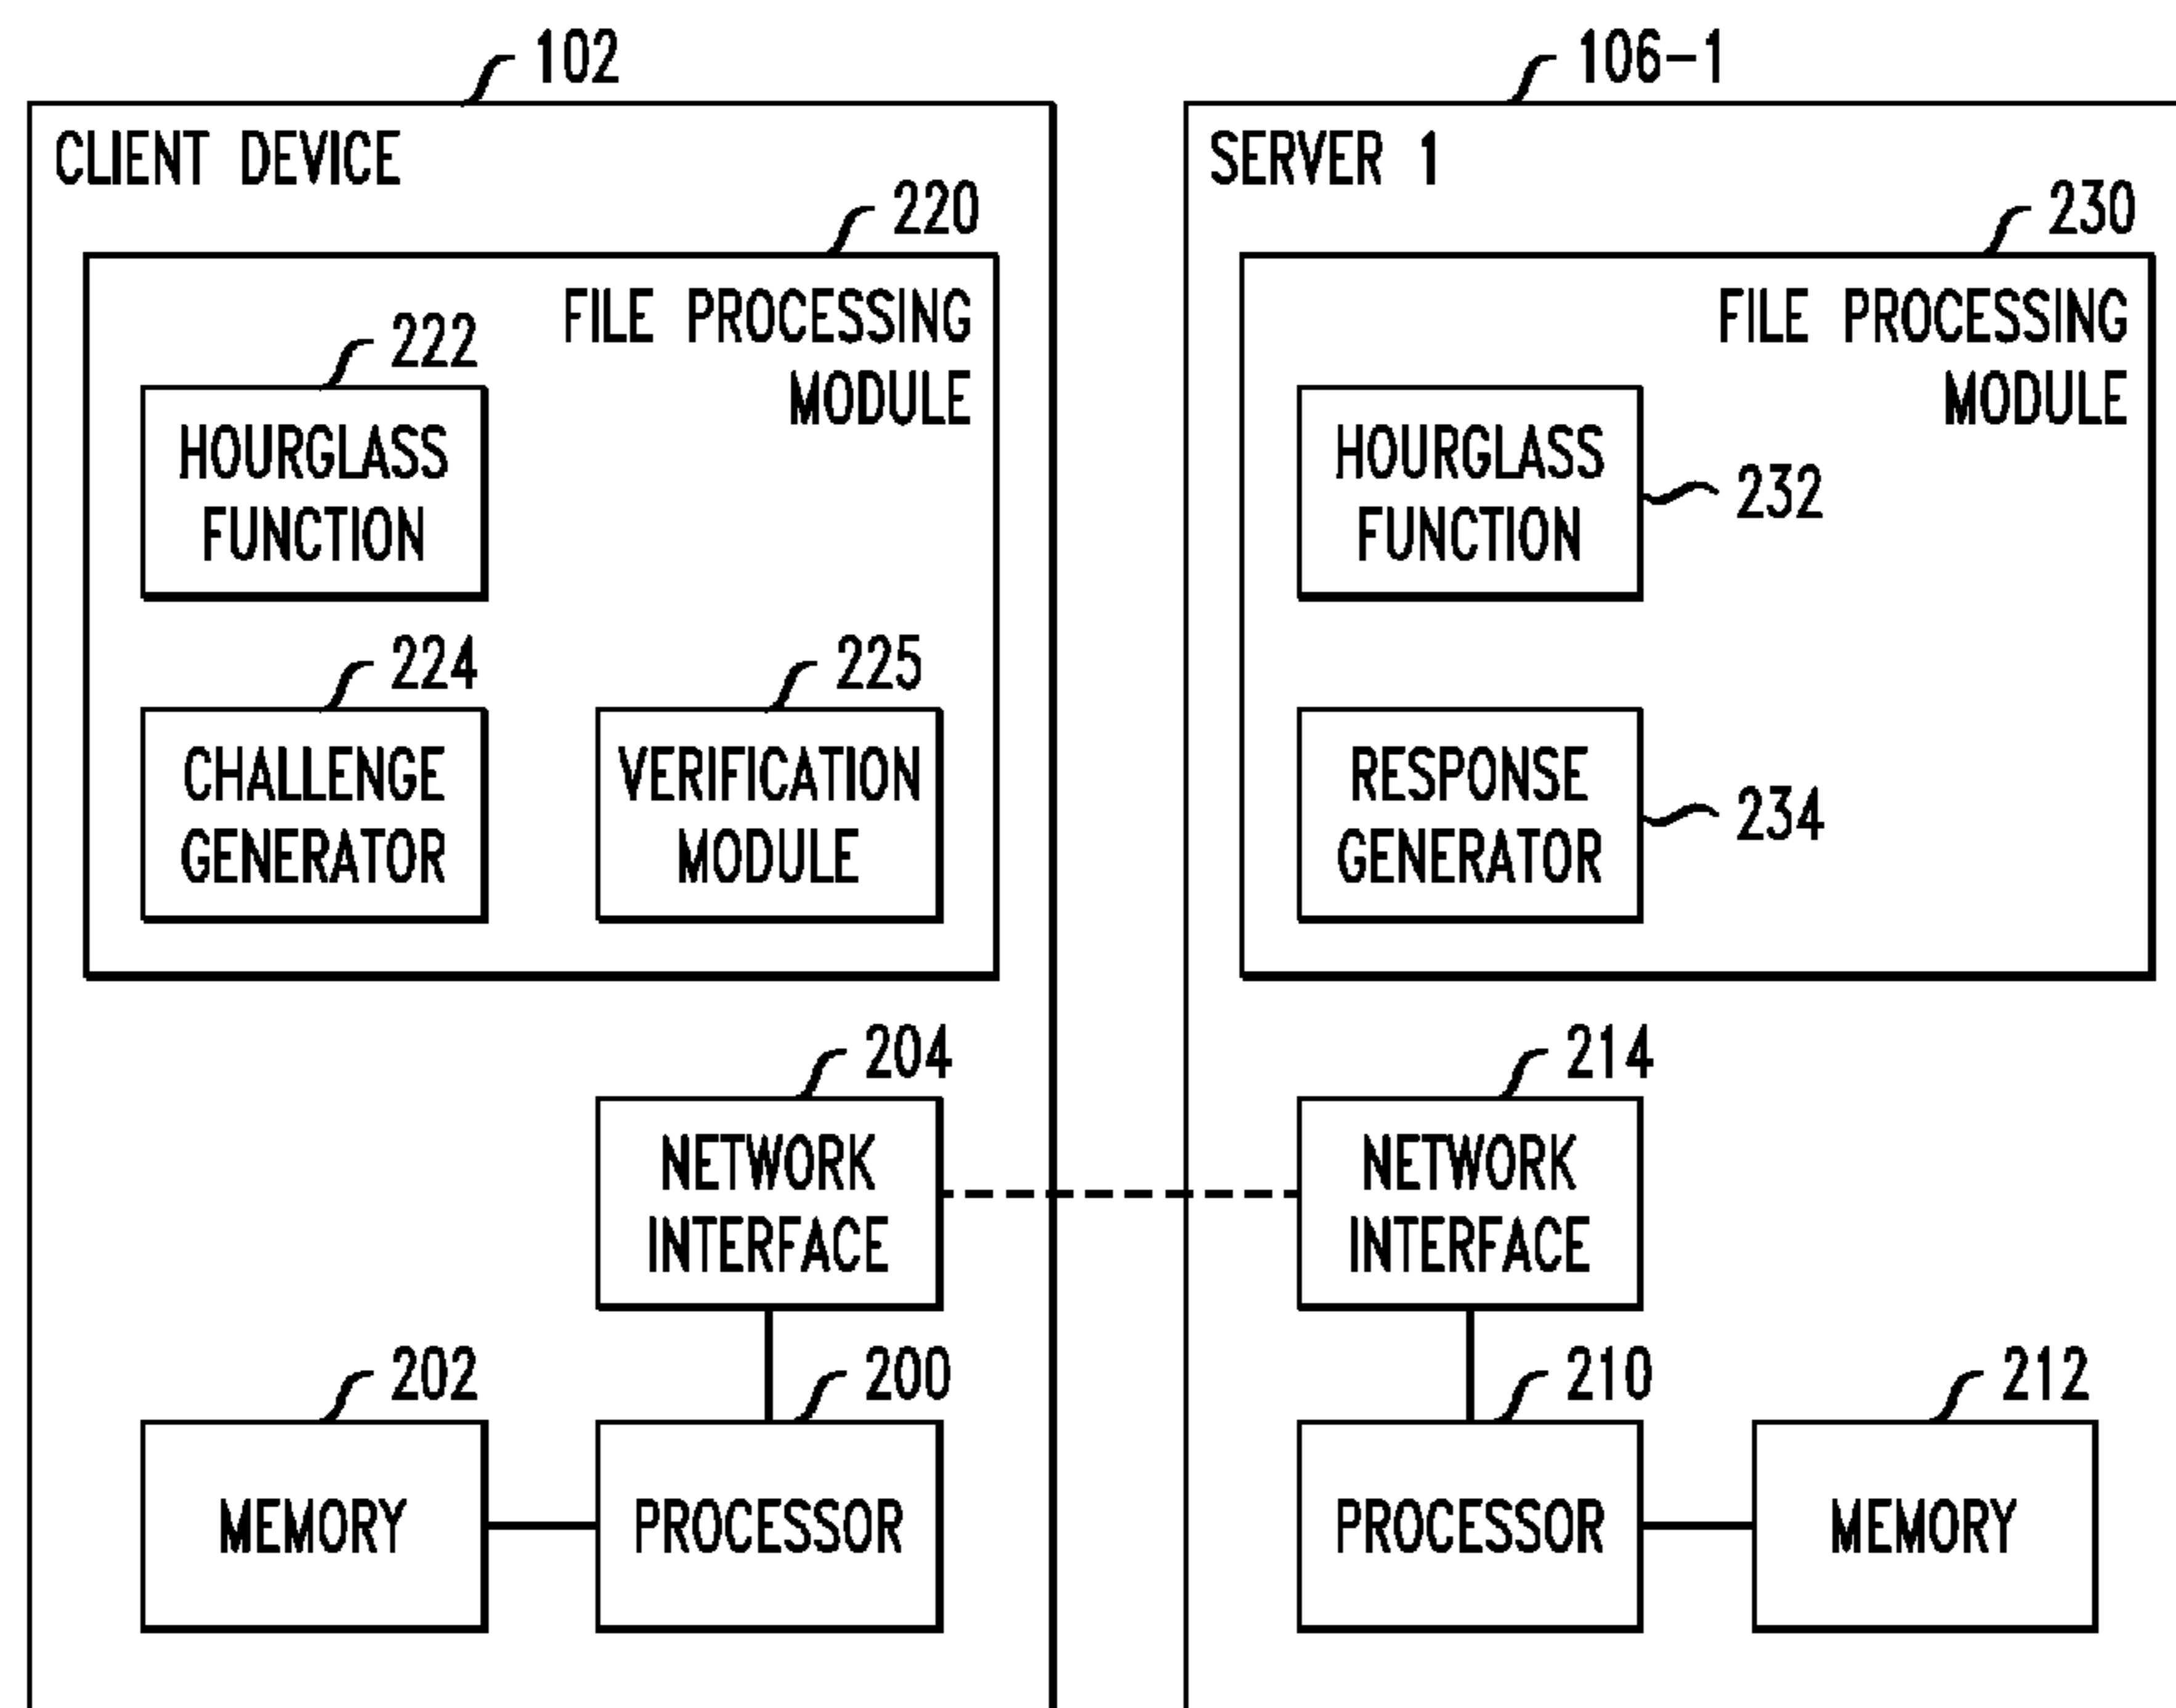 102
CLIENT DEVICE
220
FILE PROCESSING
MODULE
222
HOURGLASS
FUNCTION
224
CHALLENGE
GENERATOR
225
VERIFICATION
MODULE
204
NETWORK
INTERFACE
202
MEMORY
200
PROCESSOR
106-1
SERVER 1
230
FILE PROCESSING
MODULE
HOURGLASS
FUNCTION
232
RESPONSE
GENERATOR
234
214
NETWORK
INTERFACE
210
PROCESSOR
212
MEMORY